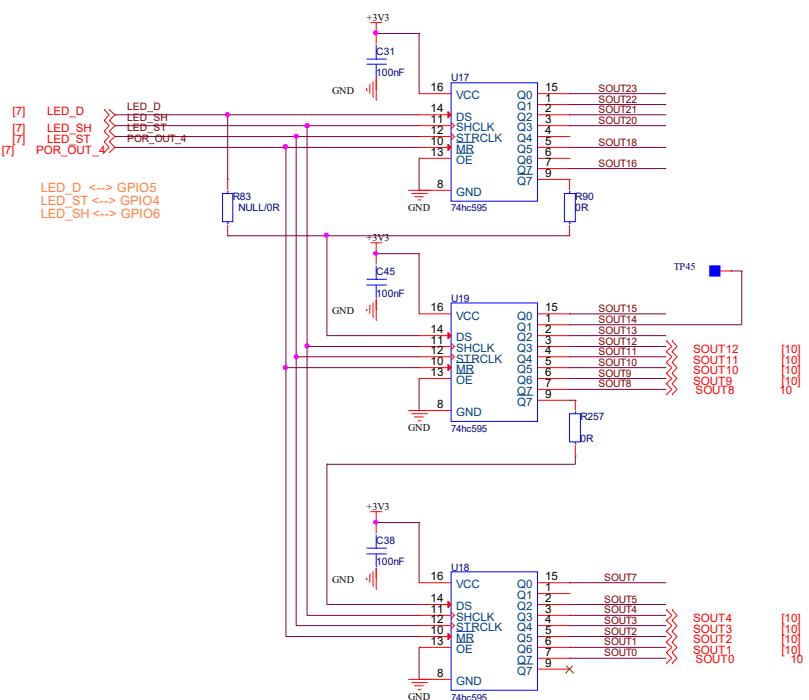 +3V3
C31
100nF
GND
U17
16 VCC Q0 15 SOUT23
Q1 1 SOUT22
14 DS Q2 2 SOUT21
11 SHCLK Q3 3 SOUT20
12 STRCLK Q4 4
10 MR Q5 5 SOUT18
13 OE Q6 6
Q7 7 SOUT16
Q7 9
8 GND
GND
74hc595
[7] LED_D LED_D
[7] LED_SH LED_SH
[7] LED_ST LED_ST
[7] POR_OUT_4 POR_OUT_4
LED_D <--> GPIO5
LED_ST <--> GPIO4
LED_SH <--> GPIO6
R83
NULL/0R
R90
0R
+3V3
C45
100nF
GND
TP45
U19
16 VCC Q0 15 SOUT15
Q1 1 SOUT14
14 DS Q2 2 SOUT13
11 SHCLK Q3 3 SOUT12 SOUT12 [10]
12 STRCLK Q4 4 SOUT11 SOUT11 [10]
10 MR Q5 5 SOUT10 SOUT10 [10]
13 OE Q6 6 SOUT9 SOUT9 [10]
Q7 7 SOUT8 SOUT8 10
Q7 9
8 GND
GND
74hc595
R257
0R
+3V3
C38
100nF
GND
U18
16 VCC Q0 15 SOUT7
Q1 1
14 DS Q2 2 SOUT5
11 SHCLK Q3 3 SOUT4 SOUT4 [10]
12 STRCLK Q4 4 SOUT3 SOUT3 [10]
10 MR Q5 5 SOUT2 SOUT2 [10]
13 OE Q6 6 SOUT1 SOUT1 [10]
Q7 7 SOUT0 SOUT0 10
Q7 9
8 GND
GND
74hc595